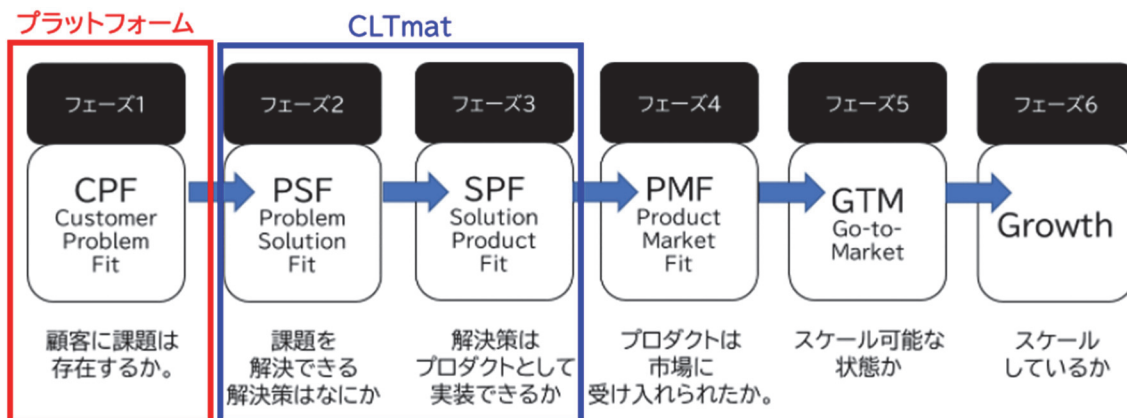 プラットフォーム
CLTmat
フェーズ1
フェーズ2
フェーズ3
フェーズ4
フェーズ5
フェーズ6
CPF
Customer
Problem
Fit
PSF
Problem
Solution
Fit
SPF
Solution
Product
Fit
PMF
Product
Market
Fit
GTM
Go-to-
Market
Growth
顧客に課題は
存在するか。
課題を
解決できる
解決策はなにか
解決策は
プロダクトとして
実装できるか
プロダクトは
市場に
受け入れられたか。
スケール可能な
状態か
スケール
しているか